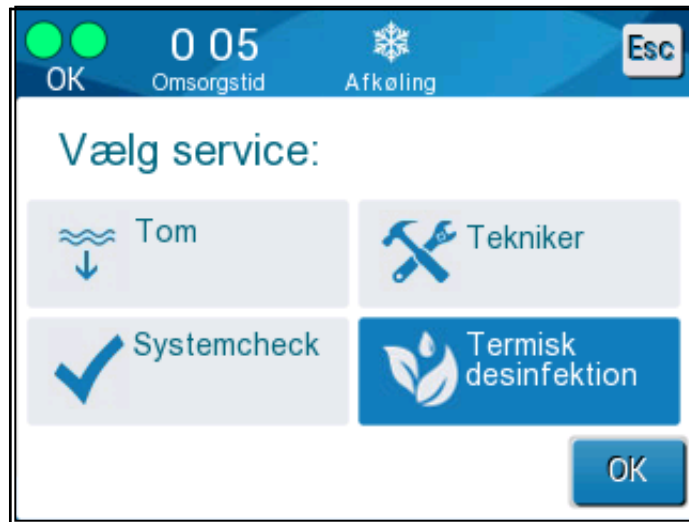 0 05
Esc
OK
Omsorgstid
Afkøling
Vælg service:
Tom
Tekniker
Systemcheck
Termisk
desinfektion
OK